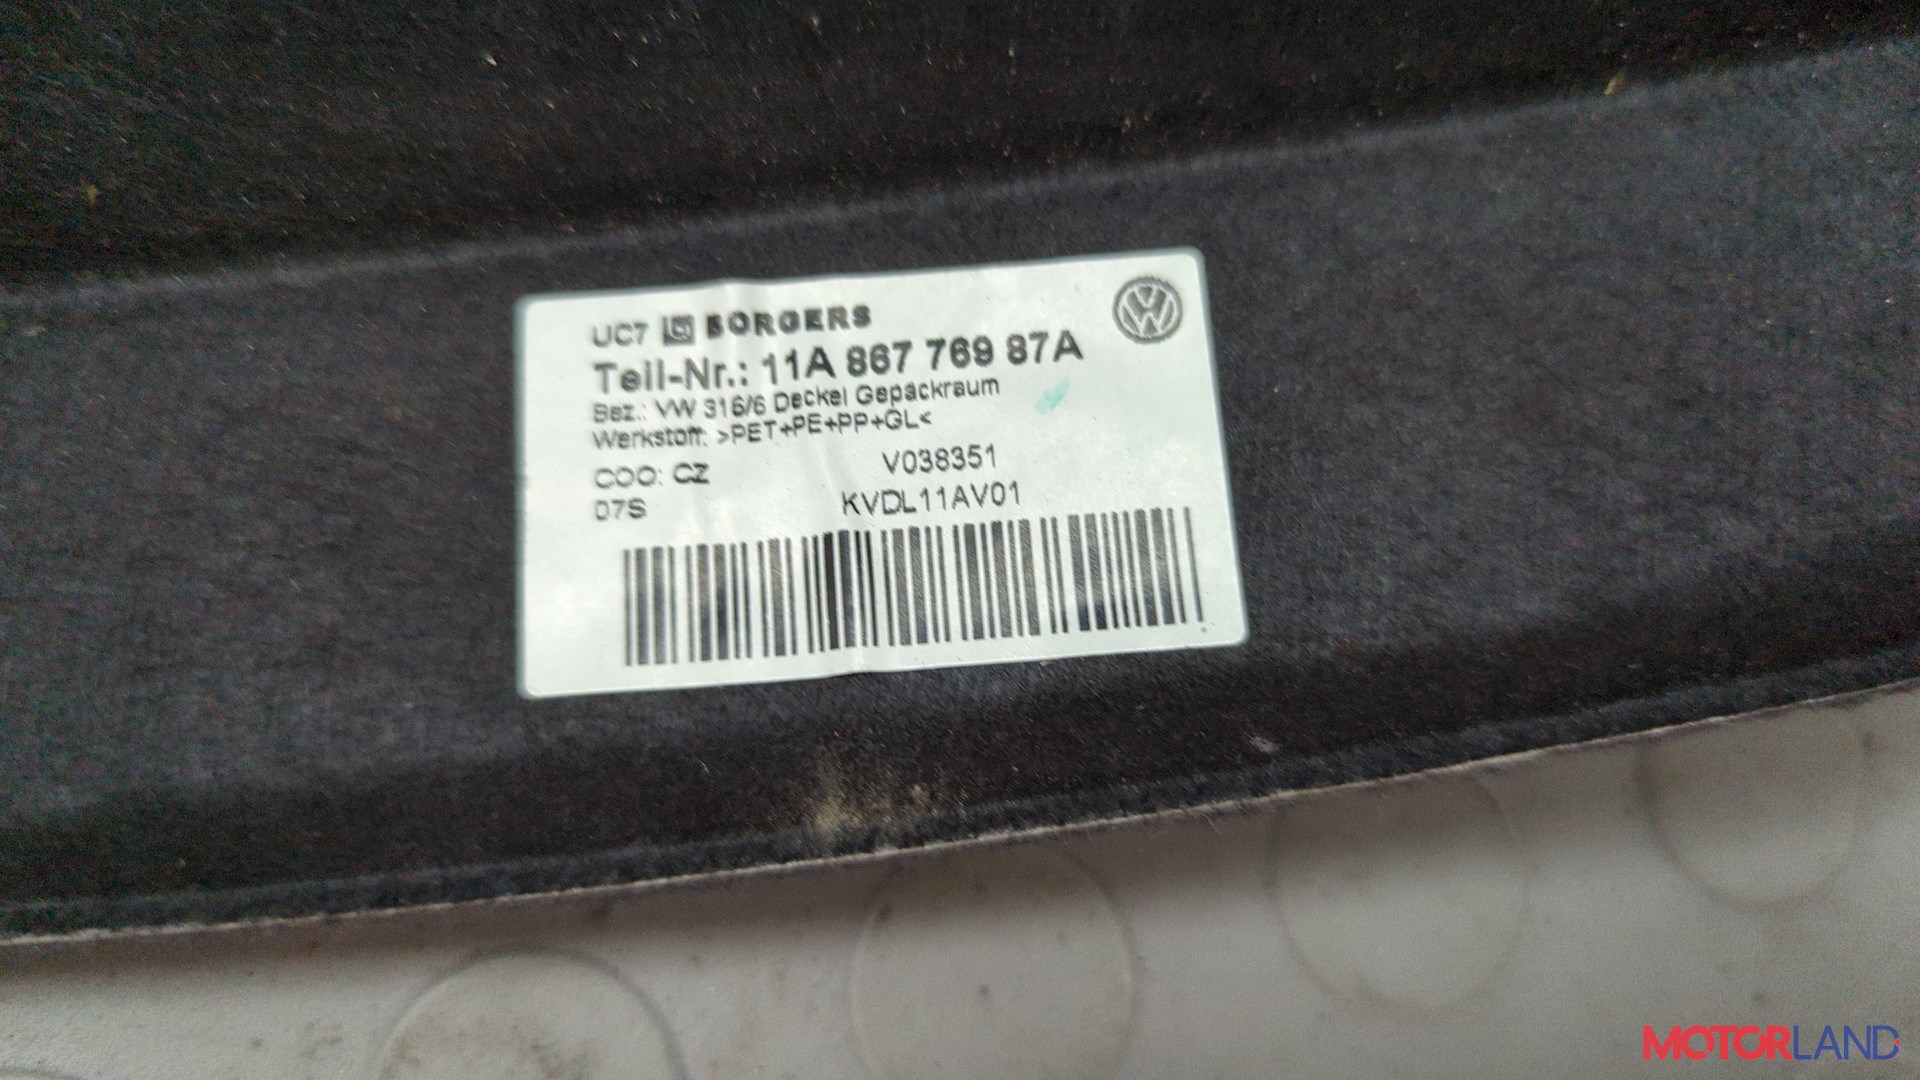 UC7 BORGERS
Teil-Nr.: 11A 867 769 87A
Bez.: VW 316/6 Deckel Gepäckraum
Werkstoff: >PET+PE+PP+GL<
COO: CZ V038351
07S KVDL11AV01
MOTORLAND